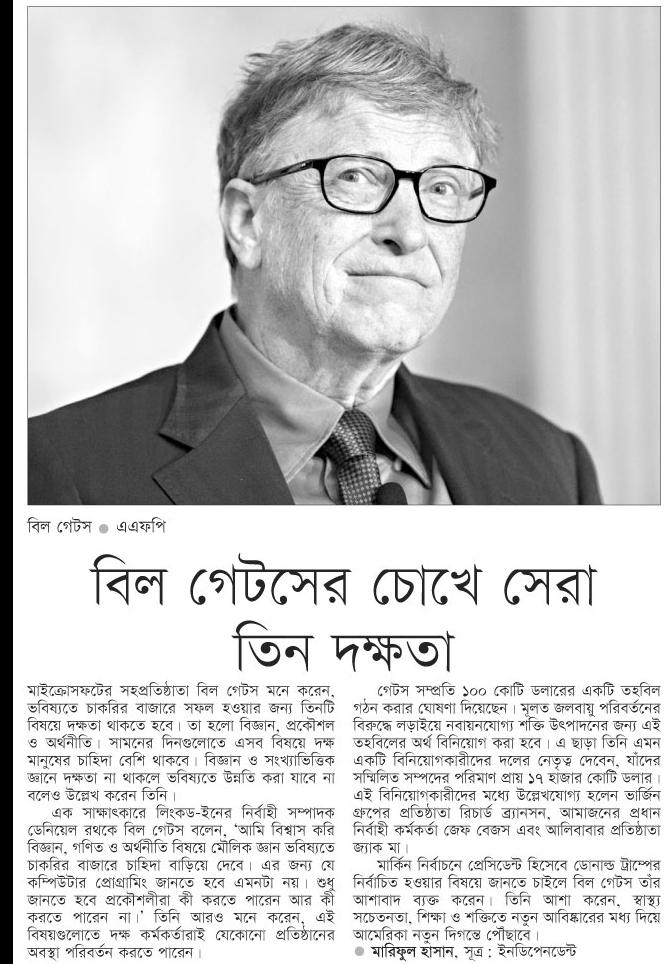 বিল গেটস ● এএফপি
বিল গেটসের চোখে সেরা
তিন দক্ষতা
মাইক্রোসফটের সহপ্রতিষ্ঠাতা বিল গেটস মনে করেন,
ভবিষ্যতে চাকরির বাজারে সফল হওয়ার জন্য তিনটি
বিষয়ে দক্ষতা থাকতে হবে। তা হলো বিজ্ঞান, প্রকৌশল
ও অর্থনীতি। সামনের দিনগুলোতে এসব বিষয়ে দক্ষ
মানুষের চাহিদা বেশি থাকবে। বিজ্ঞান ও সংখ্যাভিত্তিক
জ্ঞানে দক্ষতা না থাকলে ভবিষ্যতে উন্নতি করা যাবে না
বলেও উল্লেখ করেন তিনি।
এক সাক্ষাৎকারে লিংকড-ইনের নির্বাহী সম্পাদক
ডেনিয়েল রথকে বিল গেটস বলেন, ‘আমি বিশ্বাস করি
বিজ্ঞান, গণিত ও অর্থনীতি বিষয়ে মৌলিক জ্ঞান ভবিষ্যতে
চাকরির বাজারে চাহিদা বাড়িয়ে দেবে। এর জন্য যে
কম্পিউটার প্রোগ্রামিং জানতে হবে এমনটা নয়। শুধু
জানতে হবে প্রকৌশলীরা কী করতে পারেন আর কী
করতে পারেন না।’ তিনি আরও মনে করেন, এই
বিষয়গুলোতে দক্ষ কর্মকর্তারাই যেকোনো প্রতিষ্ঠানের
অবস্থা পরিবর্তন করতে পারেন।
গেটস সম্প্রতি ১০০ কোটি ডলারের একটি তহবিল
গঠন করার ঘোষণা দিয়েছেন। মূলত জলবায়ু পরিবর্তনের
বিরুদ্ধে লড়াইয়ে নবায়নযোগ্য শক্তি উৎপাদনের জন্য এই
তহবিলের অর্থ বিনিয়োগ করা হবে। এ ছাড়া তিনি এমন
একটি বিনিয়োগকারীদের দলের নেতৃত্ব দেবেন, যাঁদের
সম্মিলিত সম্পদের পরিমাণ প্রায় ১৭ হাজার কোটি ডলার।
এই বিনিয়োগকারীদের মধ্যে উল্লেখযোগ্য হলেন ভার্জিন
গ্রুপের প্রতিষ্ঠাতা রিচার্ড ব্র্যানসন, আমাজনের প্রধান
নির্বাহী কর্মকর্তা জেফ বেজস এবং আলিবাবার প্রতিষ্ঠাতা
জ্যাক মা।
মার্কিন নির্বাচনে প্রেসিডেন্ট হিসেবে ডোনাল্ড ট্রাম্পের
নির্বাচিত হওয়ার বিষয়ে জানতে চাইলে বিল গেটস তাঁর
আশাবাদ ব্যক্ত করেন। তিনি আশা করেন, স্বাস্থ্য
সচেতনতা, শিক্ষা ও শক্তিতে নতুন আবিষ্কারের মধ্য দিয়ে
আমেরিকা নতুন দিগন্তে পৌঁছাবে।
● মারিফুল হাসান, সূত্র : ইনডিপেনডেন্ট